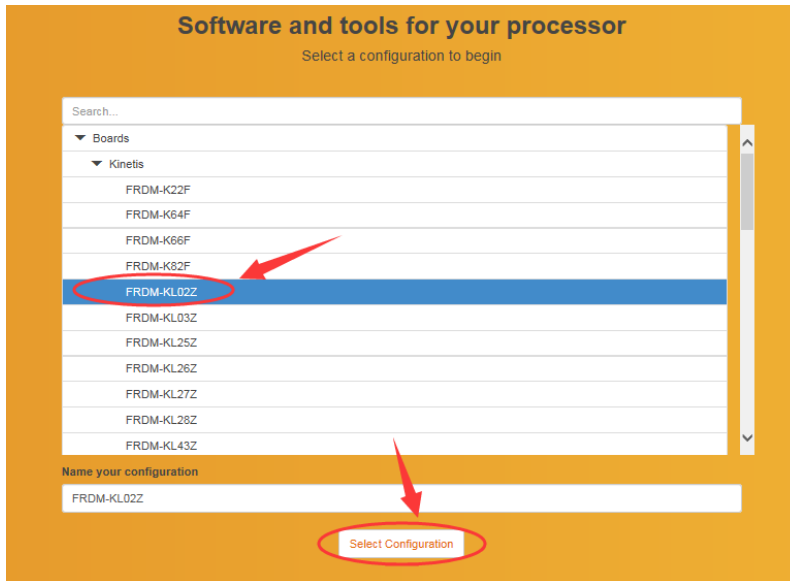 Software and tools for your processor
Select a configuration to begin
Search...
Boards
Kinetis
FRDM-K22F
FRDM-K64F
FRDM-K66F
FRDM-K82F
FRDM-KL02Z
FRDM-KL03Z
FRDM-KL25Z
FRDM-KL26Z
FRDM-KL27Z
FRDM-KL28Z
FRDM-KL43Z
Name your configuration
FRDM-KL02Z
Select Configuration